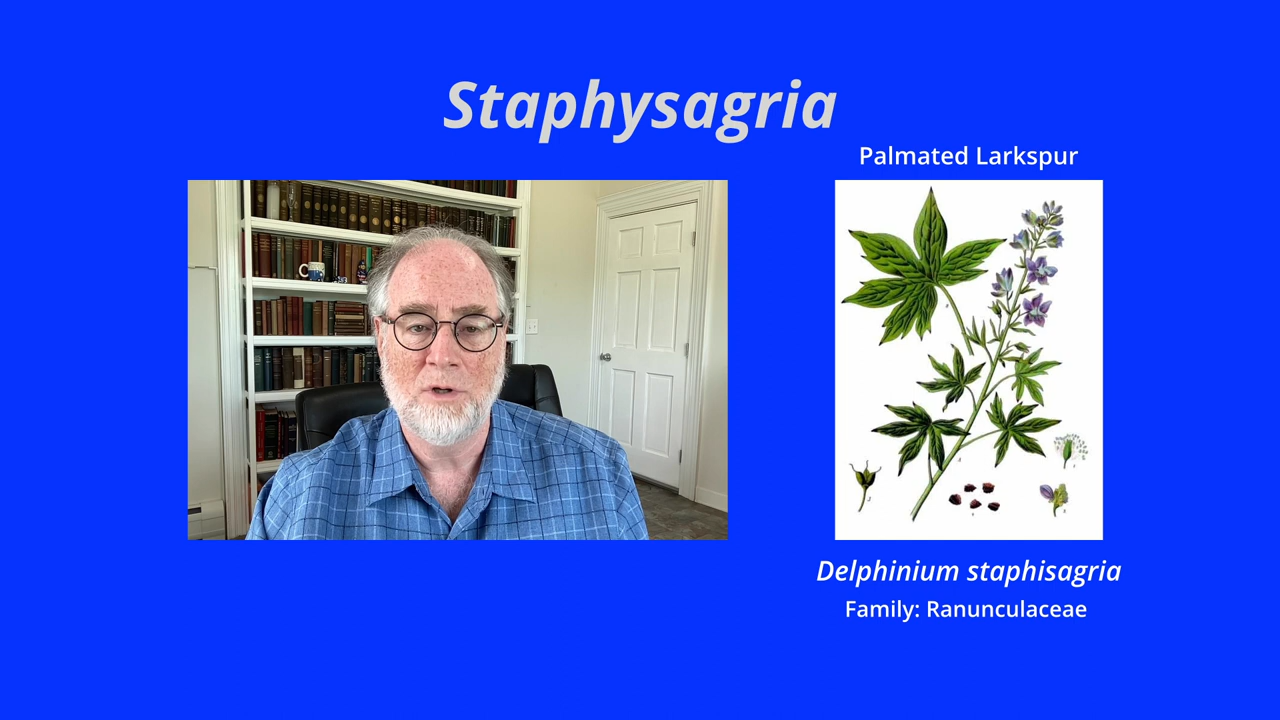 Staphysagria
Palmated Larkspur
Delphinium staphisagria
Family: Ranunculaceae